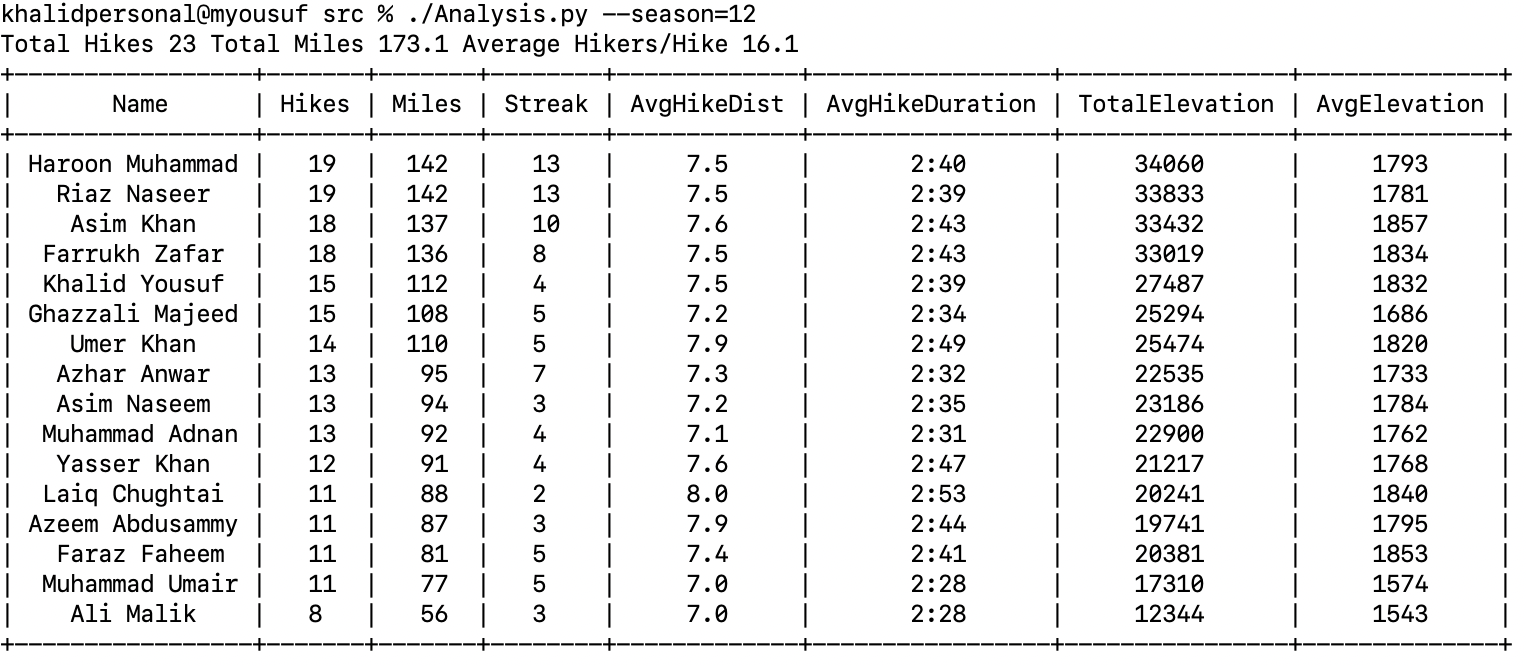 khalidpersonal@myousuf src % ./Analysis.py --season=12
Total Hikes 23 Total Miles 173.1 Average Hikers/Hike 16.1
+-----------------+-------+-------+--------+-------------+-----------------+----------------+--------------+
|       Name       | Hikes | Miles | Streak | AvgHikeDist | AvgHikeDuration | TotalElevation | AvgElevation |
+-----------------+-------+-------+--------+-------------+-----------------+----------------+--------------+
| Haroon Muhammad |   19  |  142  |   13   |     7.5     |       2:40      |     34060      |     1793     |
|   Riaz Naseer   |   19  |  142  |   13   |     7.5     |       2:39      |     33833      |     1781     |
|    Asim Khan    |   18  |  137  |   10   |     7.6     |       2:43      |     33432      |     1857     |
|  Farrukh Zafar  |   18  |  136  |   8    |     7.5     |       2:43      |     33019      |     1834     |
|  Khalid Yousuf  |   15  |  112  |   4    |     7.5     |       2:39      |     27487      |     1832     |
| Ghazzali Majeed |   15  |  108  |   5    |     7.2     |       2:34      |     25294      |     1686     |
|    Umer Khan    |   14  |  110  |   5    |     7.9     |       2:49      |     25474      |     1820     |
|   Azhar Anwar   |   13  |   95  |   7    |     7.3     |       2:32      |     22535      |     1733     |
|   Asim Naseem   |   13  |   94  |   3    |     7.2     |       2:35      |     23186      |     1784     |
|  Muhammad Adnan |   13  |   92  |   4    |     7.1     |       2:31      |     22900      |     1762     |
|   Yasser Khan   |   12  |   91  |   4    |     7.6     |       2:47      |     21217      |     1768     |
|  Laiq Chughtai  |   11  |   88  |   2    |     8.0     |       2:53      |     20241      |     1840     |
| Azeem Abdusammy |   11  |   87  |   3    |     7.9     |       2:44      |     19741      |     1795     |
|   Faraz Faheem  |   11  |   81  |   5    |     7.4     |       2:41      |     20381      |     1853     |
|  Muhammad Umair |   11  |   77  |   5    |     7.0     |       2:28      |     17310      |     1574     |
|    Ali Malik    |   8   |   56  |   3    |     7.0     |       2:28      |     12344      |     1543     |
+-----------------+-------+-------+--------+-------------+-----------------+----------------+--------------+